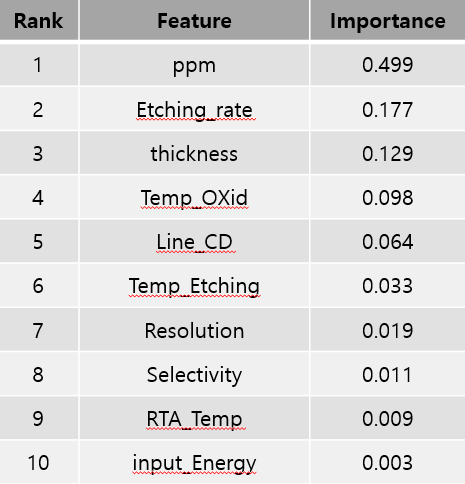 Rank Feature Importance
1 ppm 0.499
2 Etching_rate 0.177
3 thickness 0.129
4 Temp_OXid 0.098
5 Line_CD 0.064
6 Temp_Etching 0.033
7 Resolution 0.019
8 Selectivity 0.011
9 RTA_Temp 0.009
10 input_Energy 0.003